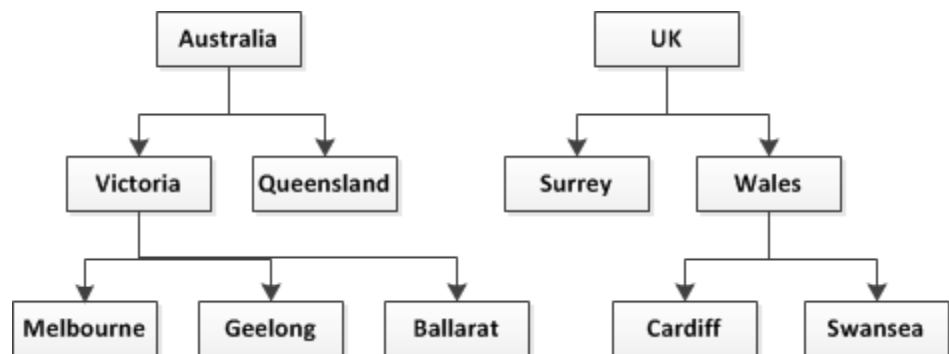 Australia
UK
Victoria
Queensland
Surrey
Wales
Melbourne
Geelong
Ballarat
Cardiff
Swansea